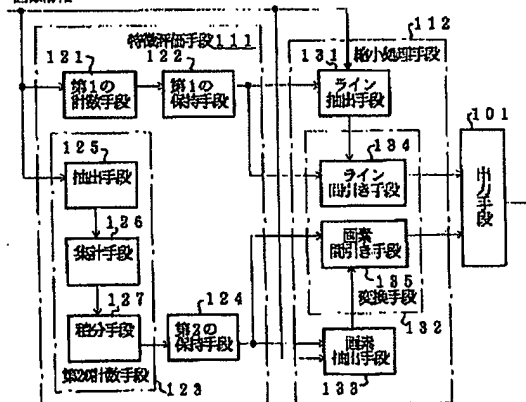 特徴評価手段111
112
縮小処理手段
121
122
131
第1の
計数手段
第1の
保持手段
ライン
抽出手段
101
125
134
抽出手段
ライン
間引き手段
出力手段
126
集計手段
画素
間引き手段
127
124
135
変換手段
積分手段
第2の
保持手段
132
画素
抽出手段
第2の計数手段
123
133